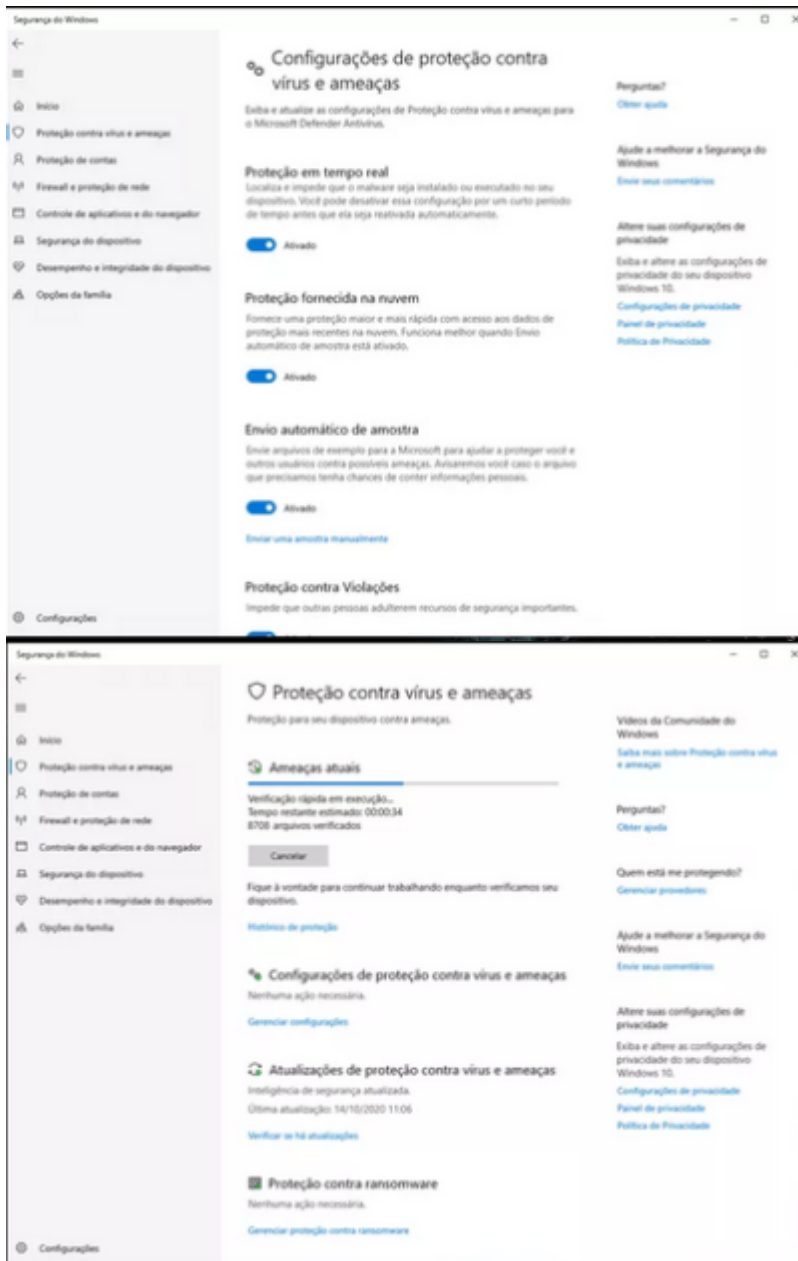 Segurança do Windows
Configurações de proteção contra
vírus e ameaças
Exiba e atualize as configurações de Proteção contra vírus e ameaças para
o Microsoft Defender Antivírus.
Proteção em tempo real
Localiza e impede que o malware seja instalado ou executado no seu
dispositivo. Você pode desativar essa configuração por um curto período
de tempo antes que ela seja reativada automaticamente.
Ativado
Proteção fornecida na nuvem
Fornece uma proteção maior e mais rápida com acesso aos dados de
proteção mais recentes na nuvem. Funciona melhor quando Envio
automático de amostra está ativado.
Ativado
Envio automático de amostra
Envie arquivos de exemplo para a Microsoft para ajudar a proteger você e
outros usuários contra possíveis ameaças. Avisaremos você caso o arquivo
que precisamos tenha chances de conter informações pessoais.
Ativado
Enviar uma amostra manualmente
Proteção contra Violações
Impede que outras pessoas adulterem recursos de segurança importantes.
Início
Proteção contra vírus e ameaças
Proteção de contas
Firewall e proteção de rede
Controle de aplicativos e do navegador
Segurança do dispositivo
Desempenho e integridade do dispositivo
Opções da família
Configurações
Perguntas?
Obter ajuda
Ajude a melhorar a Segurança do
Windows
Envie seus comentários
Altere suas configurações de
privacidade
Exiba e altere as configurações de
privacidade do seu dispositivo
Windows 10.
Configurações de privacidade
Painel de privacidade
Política de Privacidade
Segurança do Windows
Início
Proteção contra vírus e ameaças
Proteção de contas
Firewall e proteção de rede
Controle de aplicativos e do navegador
Segurança do dispositivo
Desempenho e integridade do dispositivo
Opções da família
Configurações
Proteção contra vírus e ameaças
Proteção para seu dispositivo contra ameaças.
Ameaças atuais
Verificação rápida em execução...
Tempo restante estimado: 00:00:34
8708 arquivos verificados
Cancelar
Fique à vontade para continuar trabalhando enquanto verificamos seu
dispositivo.
Histórico de proteção
Configurações de proteção contra vírus e ameaças
Nenhuma ação necessária.
Gerenciar configurações
Atualizações de proteção contra vírus e ameaças
Inteligência de segurança atualizada.
Última atualização: 14/10/2020 11:06
Verificar se há atualizações
Proteção contra ransomware
Nenhuma ação necessária.
Gerenciar proteção contra ransomware
Vídeos da Comunidade do
Windows
Saiba mais sobre Proteção contra vírus
e ameaças
Perguntas?
Obter ajuda
Quem está me protegendo?
Gerenciar provedores
Ajude a melhorar a Segurança do
Windows
Envie seus comentários
Altere suas configurações de
privacidade
Exiba e altere as configurações de
privacidade do seu dispositivo
Windows 10.
Configurações de privacidade
Painel de privacidade
Política de Privacidade